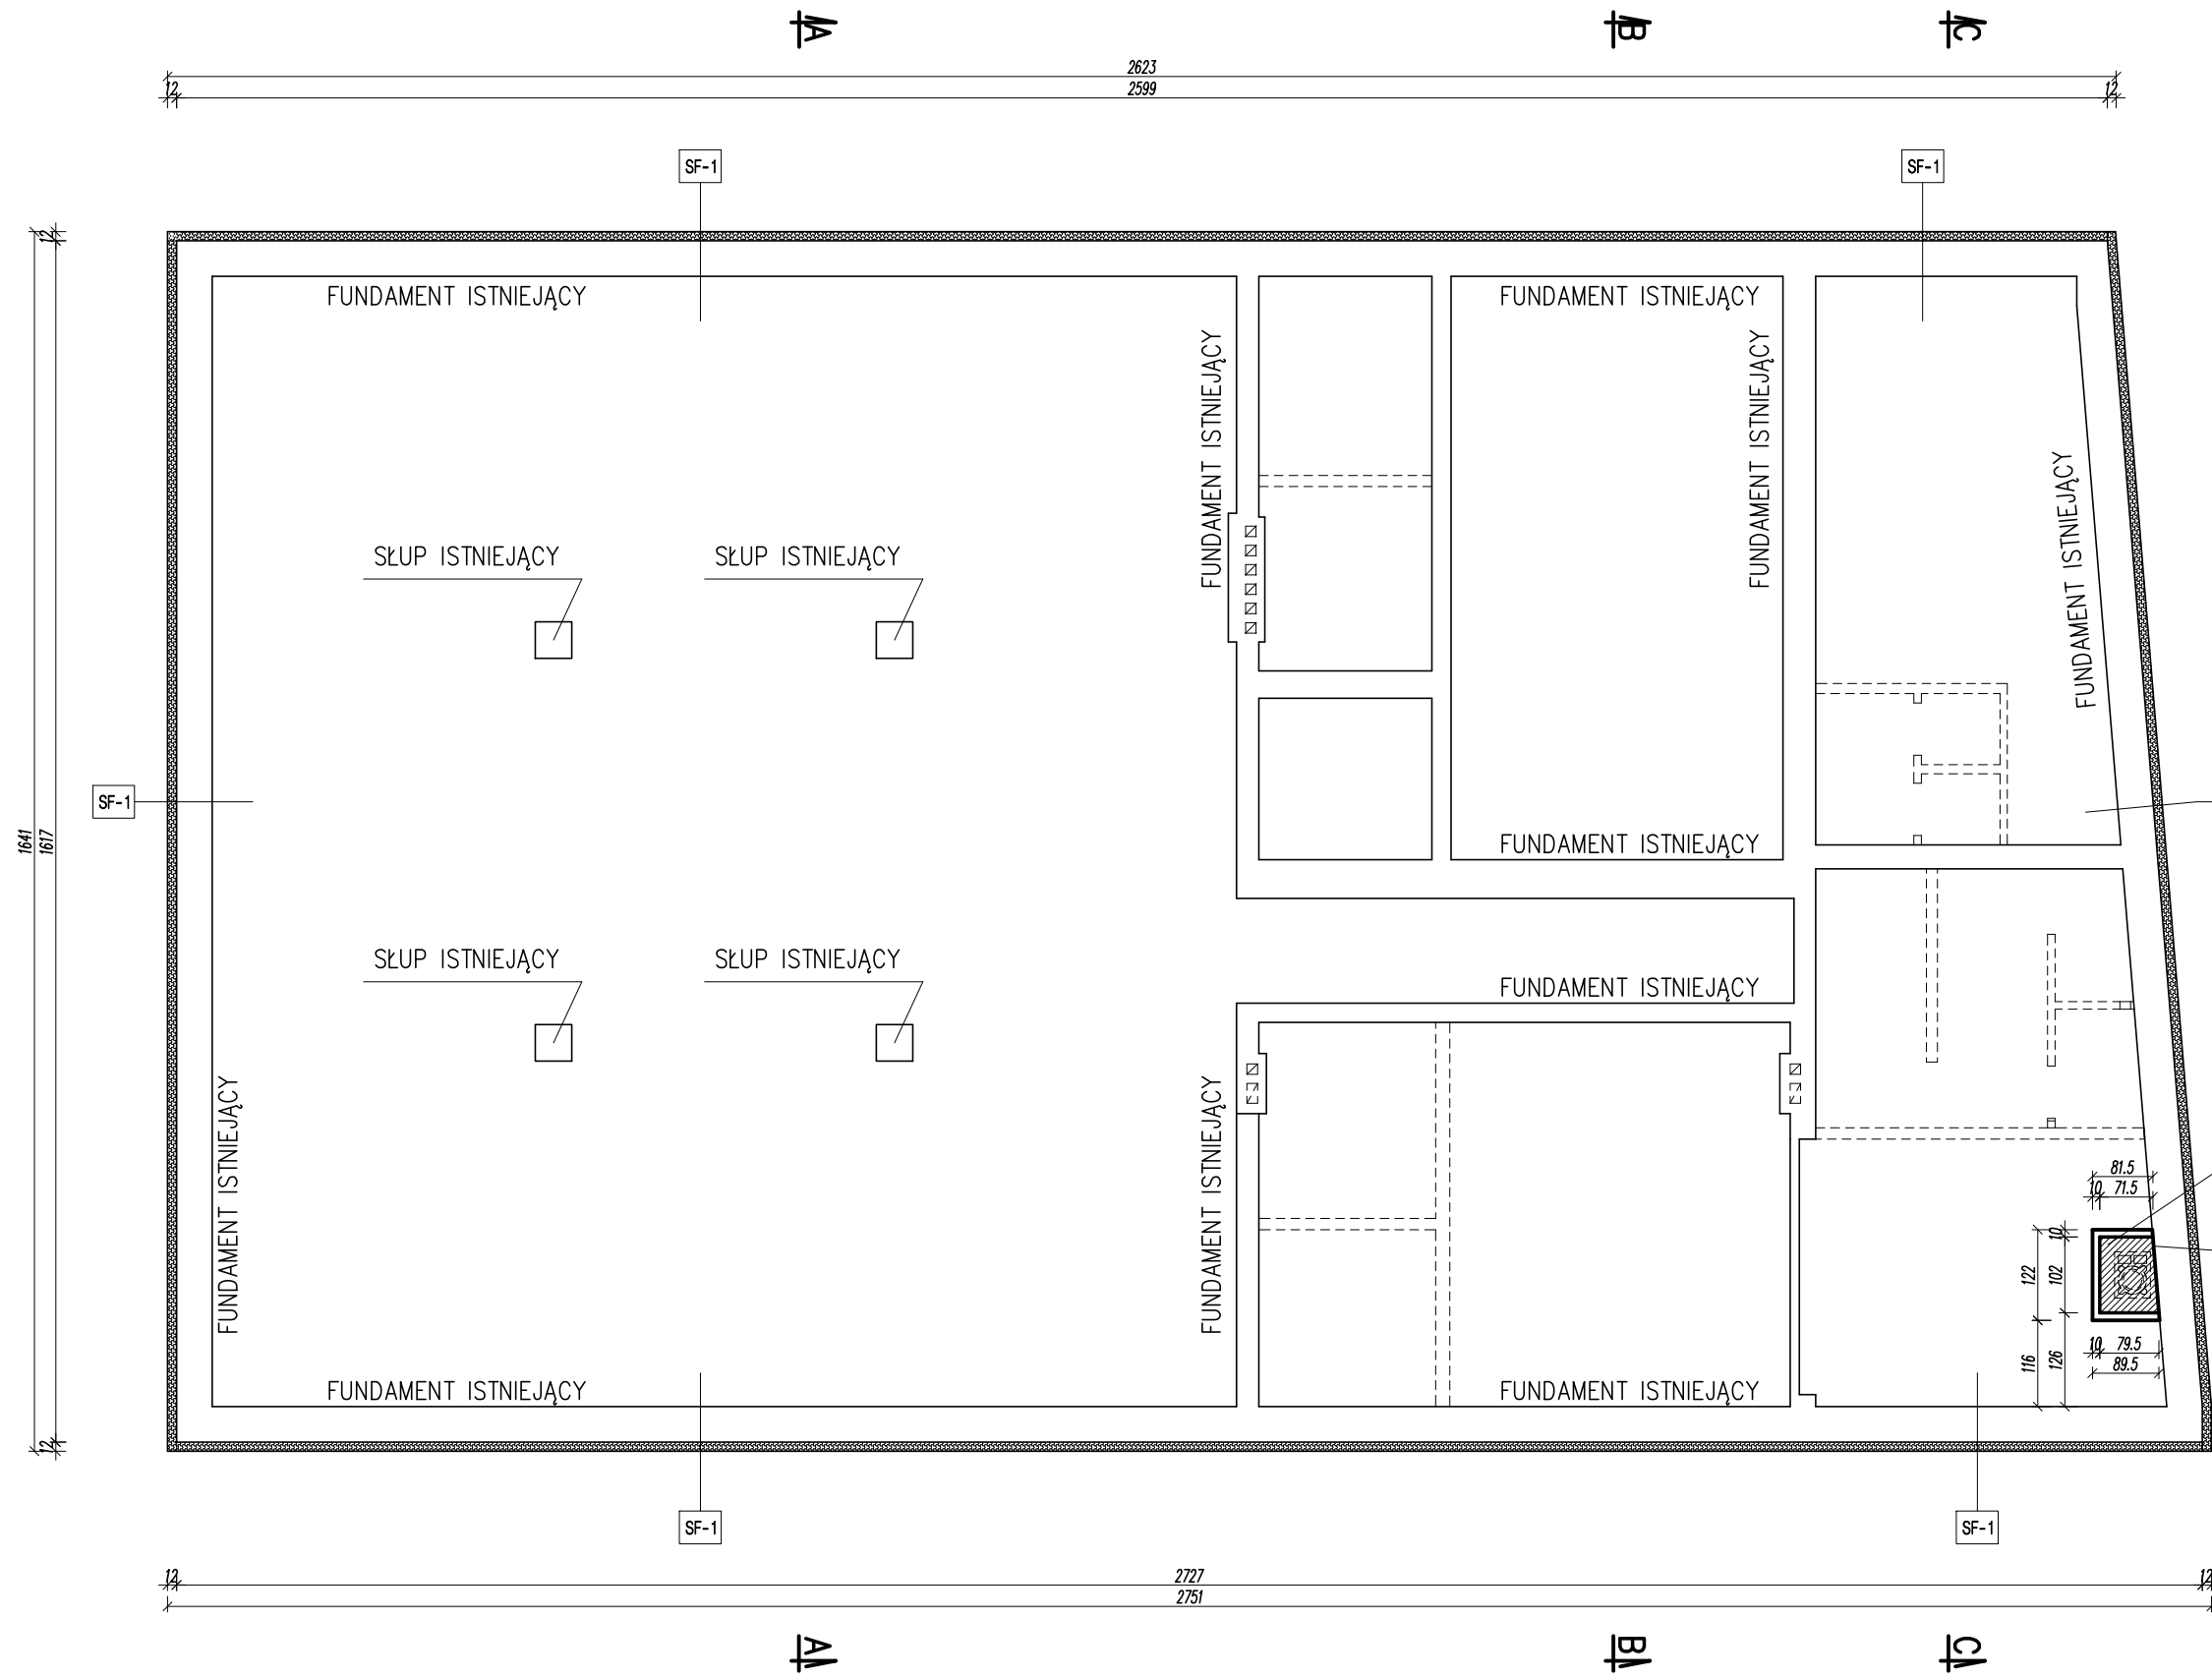 A
B
C
2623
12
2599
12
SF-1
SF-1
12
FUNDAMENT ISTNIEJĄCY
FUNDAMENT ISTNIEJĄCY
FUNDAMENT ISTNIEJĄCY
FUNDAMENT ISTNIEJĄCY
FUNDAMENT ISTNIEJĄCY
SŁUP ISTNIEJĄCY
SŁUP ISTNIEJĄCY
SF-1
1641
1617
FUNDAMENT ISTNIEJĄCY
SŁUP ISTNIEJĄCY
SŁUP ISTNIEJĄCY
FUNDAMENT ISTNIEJĄCY
FUNDAMENT ISTNIEJĄCY
FUNDAMENT ISTNIEJĄCY
81.5
10
71.5
10
122
102
116
126
10
79.5
89.5
FUNDAMENT ISTNIEJĄCY
FUNDAMENT ISTNIEJĄCY
12
SF-1
SF-1
12
2727
12
2751
A
B
C